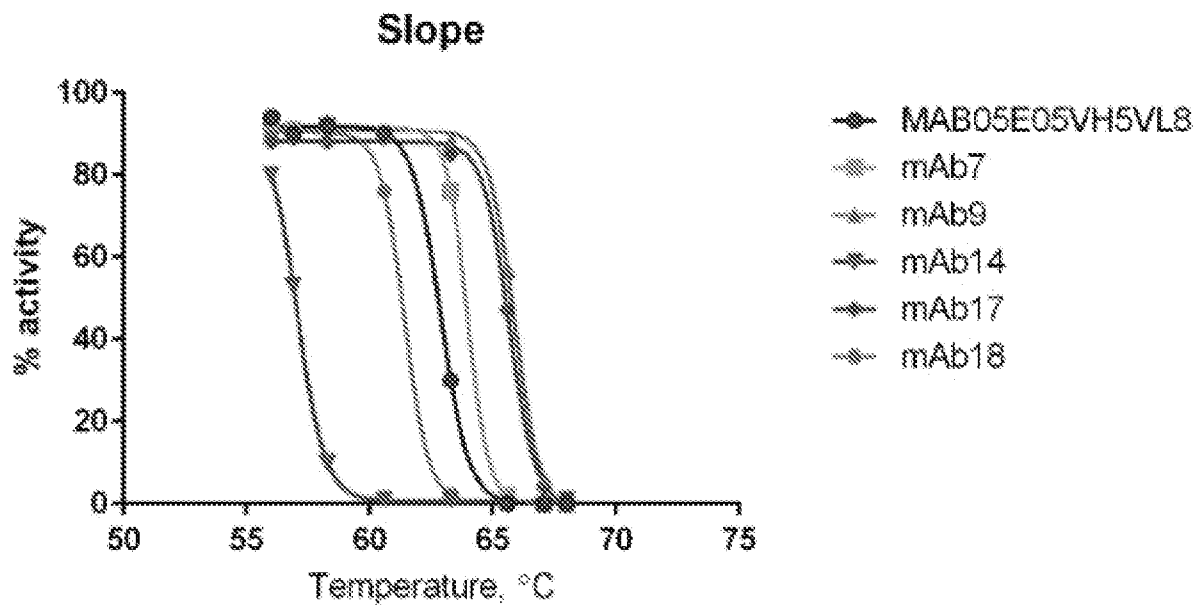 Slope
100
80
60
40
20
0
% activity
50
55
60
65
70
75
Temperature, °C
MAB05E05VH5VL8
mAb7
mAb9
mAb14
mAb17
mAb18